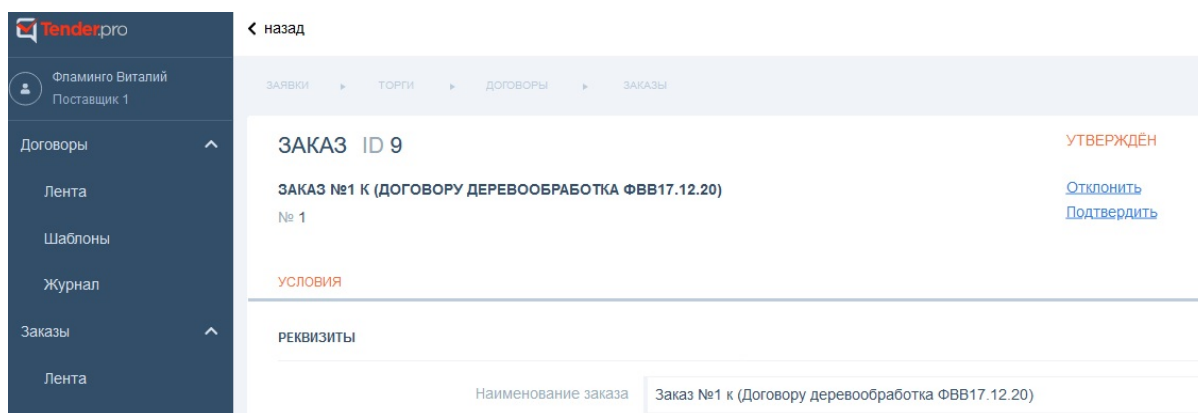 Tender.pro
назад
Фламинго Виталий
Поставщик 1
ЗАЯВКИ ▸ ТОРГИ ▸ ДОГОВОРЫ ▸ ЗАКАЗЫ
Договоры
ЗАКАЗ ID 9
УТВЕРЖДЁН
Лента
ЗАКАЗ №1 К (ДОГОВОРУ ДЕРЕВООБРАБОТКА ФВВ17.12.20)
Отклонить
№ 1
Подтвердить
Шаблоны
Журнал
УСЛОВИЯ
Заказы
РЕКВИЗИТЫ
Лента
Наименование заказа Заказ №1 к (Договору деревообработка ФВВ17.12.20)